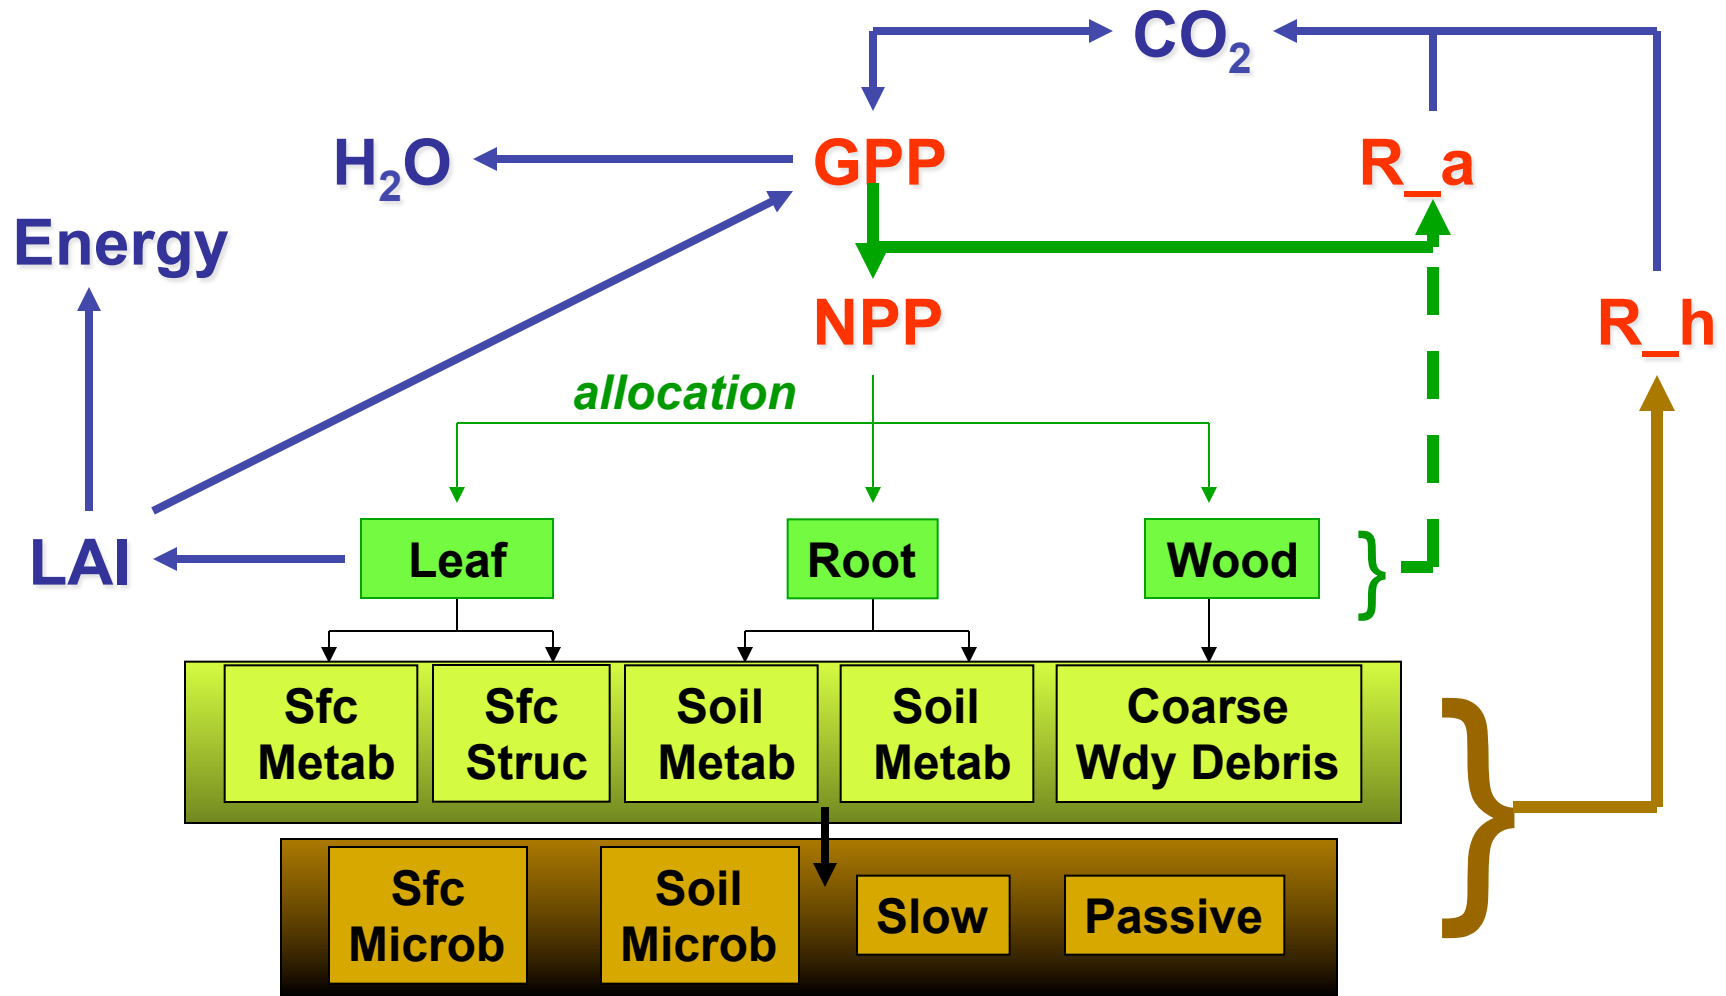 CO₂
H₂O
GPP
R_a
Energy
NPP
R_h
allocation
LAI
Leaf
Root
Wood
}
Sfc
Metab
Sfc
Struc
Soil
Metab
Soil
Metab
Coarse
Wdy Debris
}
Sfc
Microb
Soil
Microb
Slow
Passive